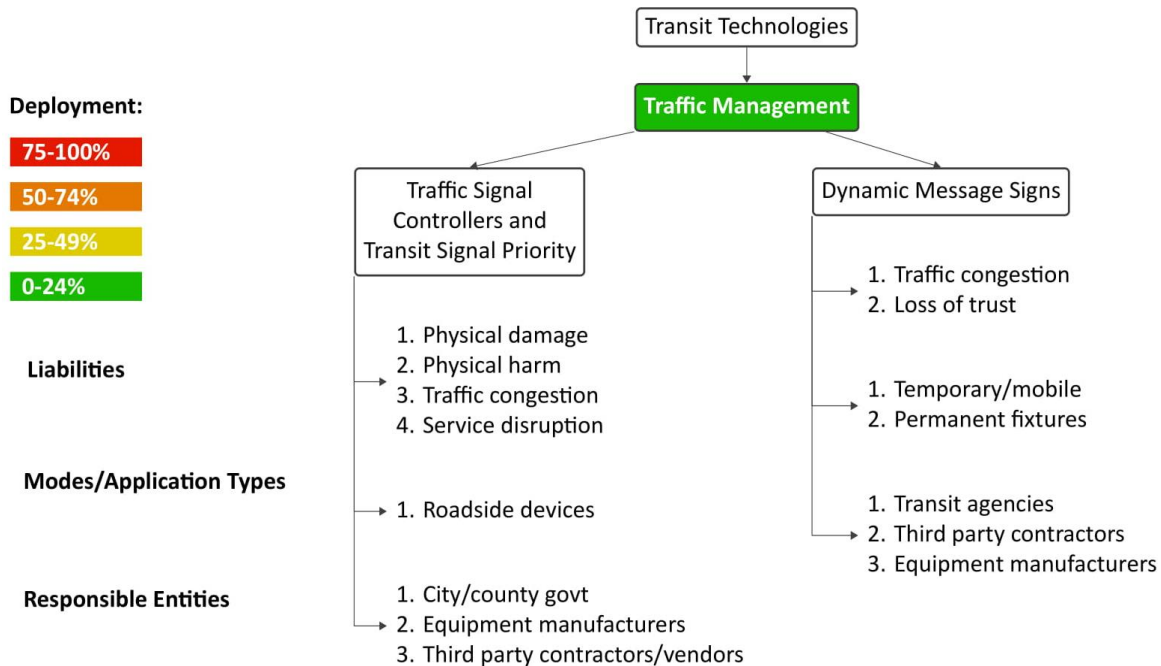 Transit Technologies
Traffic Management
Deployment:
75-100%
50-74%
25-49%
0-24%
Traffic Signal
Controllers and
Transit Signal Priority
Dynamic Message Signs
Liabilities
1. Physical damage
2. Physical harm
3. Traffic congestion
4. Service disruption
1. Traffic congestion
2. Loss of trust
Modes/Application Types
1. Roadside devices
1. Temporary/mobile
2. Permanent fixtures
Responsible Entities
1. City/county govt
2. Equipment manufacturers
3. Third party contractors/vendors
1. Transit agencies
2. Third party contractors
3. Equipment manufacturers